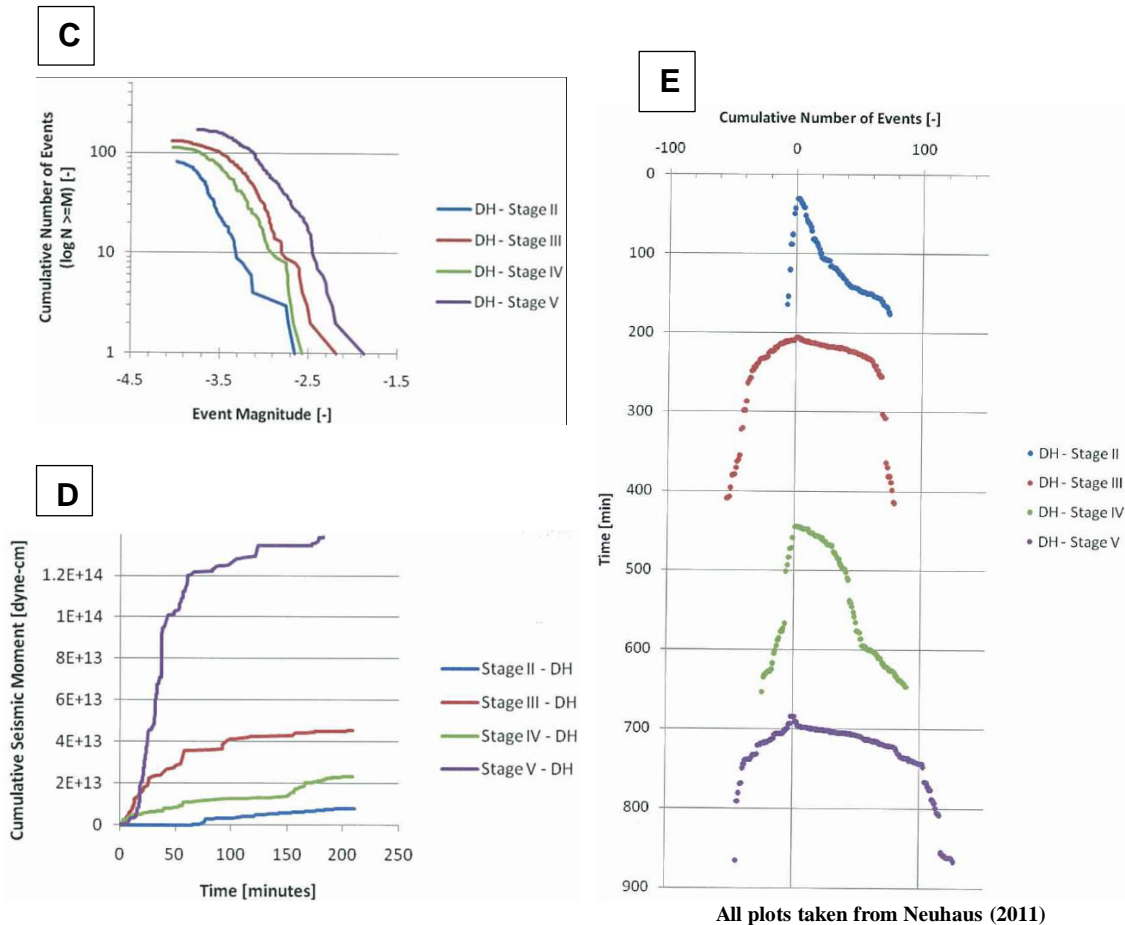 C
Cumulative Number of Events
(log N >=M) [-]
100
10
1
-4.5
-3.5
-2.5
-1.5
Event Magnitude [-]
DH - Stage II
DH - Stage III
DH - Stage IV
DH - Stage V
D
Cumulative Seismic Moment [dyne-cm]
1.2E+14
1E+14
8E+13
6E+13
4E+13
2E+13
0
0
50
100
150
200
250
Time [minutes]
Stage II - DH
Stage III - DH
Stage IV - DH
Stage V - DH
E
Cumulative Number of Events [-]
-100
0
100
0
100
200
300
400
500
600
700
800
900
Time [min]
DH - Stage II
DH - Stage III
DH - Stage IV
DH - Stage V
All plots taken from Neuhaus (2011)